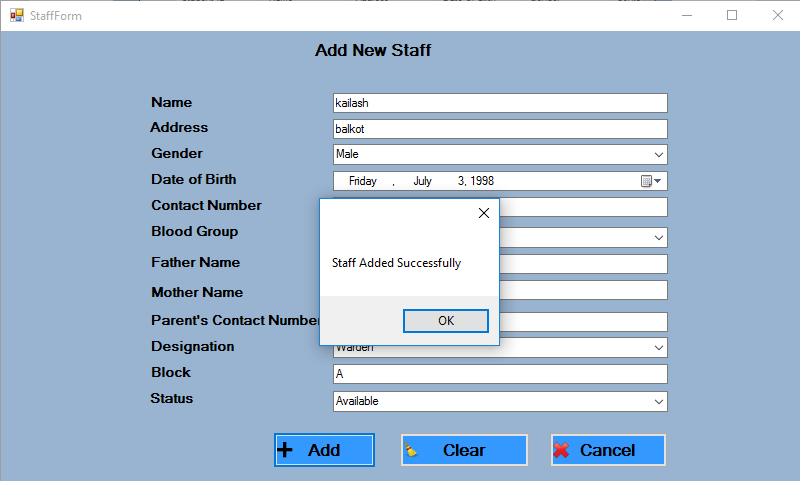 StaffForm
Add New Staff
Name kailash
Address balkot
Gender Male
Date of Birth Friday , July 3, 1998
Contact Number
Blood Group
Staff Added Successfully
Father Name
Mother Name
OK
Parent's Contact Number
Designation Warden
Block A
Status Available
Add Clear Cancel